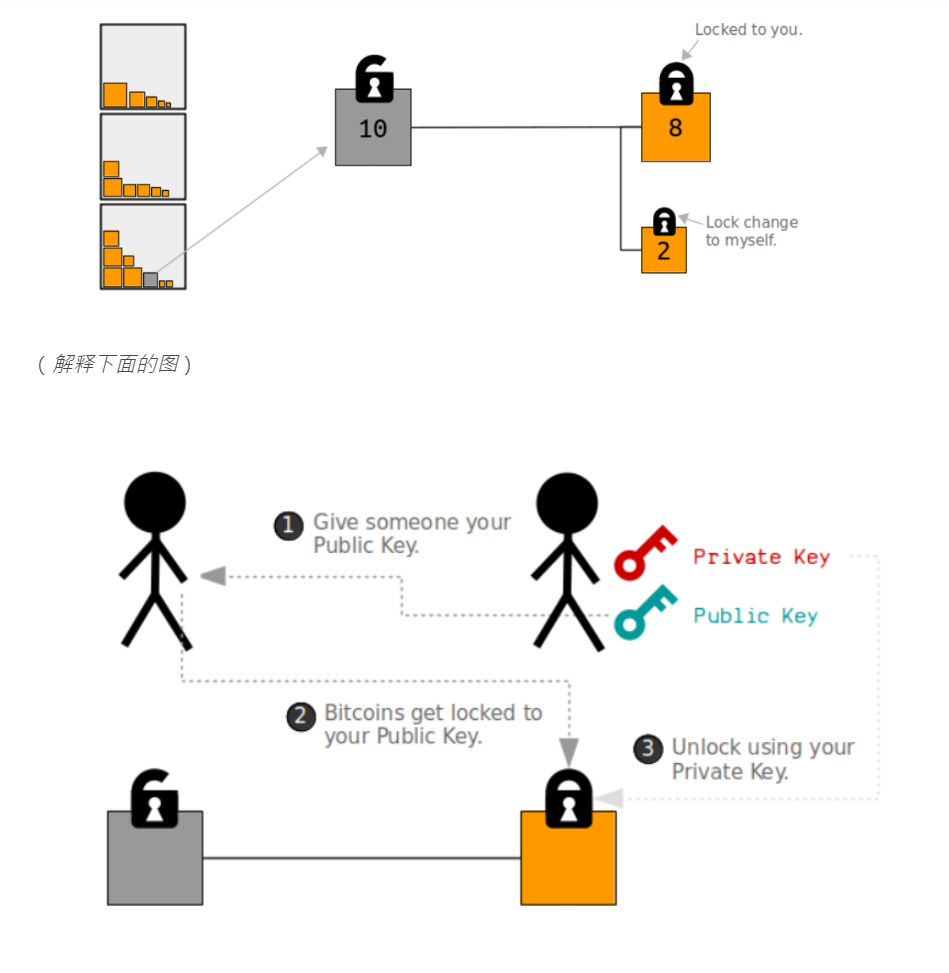 Locked to you.
10
8
Lock change
to myself.
2
（解释下面的图）
1 Give someone your
Public Key.
Private Key
Public Key
2 Bitcoins get locked to
your Public Key.
3 Unlock using your
Private Key.